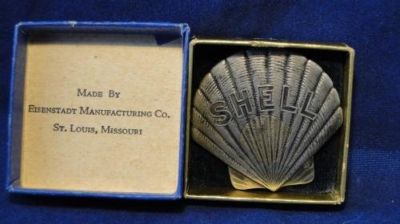 Made By
Eisenstadt Manufacturing Co.
St. Louis, Missouri
SHELL